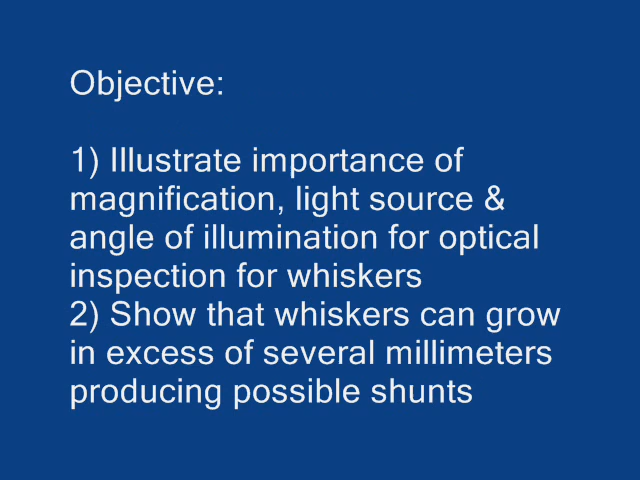 Objective:
1) Illustrate importance of
magnification, light source &
angle of illumination for optical
inspection for whiskers
2) Show that whiskers can grow
in excess of several millimeters
producing possible shunts